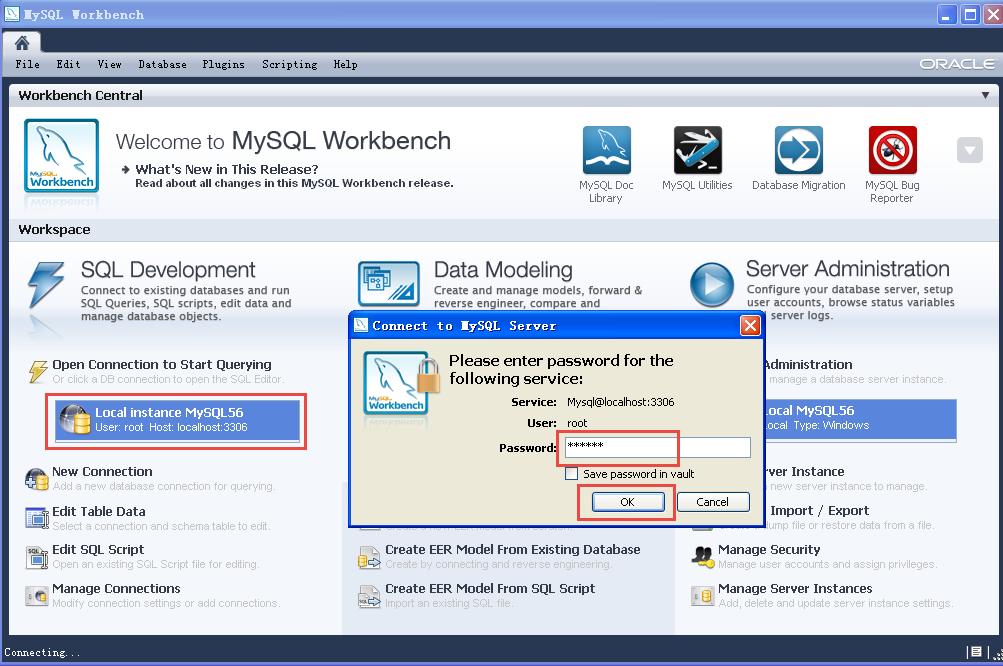 MySQL Workbench
File Edit View Database Plugins Scripting Help
ORACLE
Workbench Central
MySQL
Workbench
Welcome to MySQL Workbench
What's New in This Release?
Read about all changes in this MySQL Workbench release.
MySQL Doc
Library
MySQL Utilities
Database Migration
MySQL Bug
Reporter
Workspace
SQL Development
Connect to existing databases and run
SQL Queries, SQL scripts, edit data and
manage database objects.
Data Modeling
Create and manage models, forward &
reverse engineer, compare and
Server Administration
Configure your database server, setup
user accounts, browse status variables
server logs.
Open Connection to Start Querying
Or click a DB connection to open the SQL Editor.
Local instance MySQL56
User: root Host: localhost:3306
New Connection
Add a new database connection for querying.
Edit Table Data
Select a connection and schema table to edit.
Edit SQL Script
Open an existing SQL Script file for editing.
Manage Connections
Modify connection settings or add connections.
Connect to MySQL Server
MySQL
Workbench
Please enter password for the
following service:
Service: Mysql@localhost:3306
User: root
Password: ******
Save password in vault
OK Cancel
Create EER Model From Existing Database
Create by connecting and reverse engineering.
Create EER Model From SQL Script
Import an existing SQL file.
Administration
manage a database server instance.
Local MySQL56
Local Type: Windows
Server Instance
new server instance to manage.
Import / Export
dump file or restore data from a file.
Manage Security
Manage user accounts and assign privileges.
Manage Server Instances
Add, delete and update server instance settings.
Connecting...